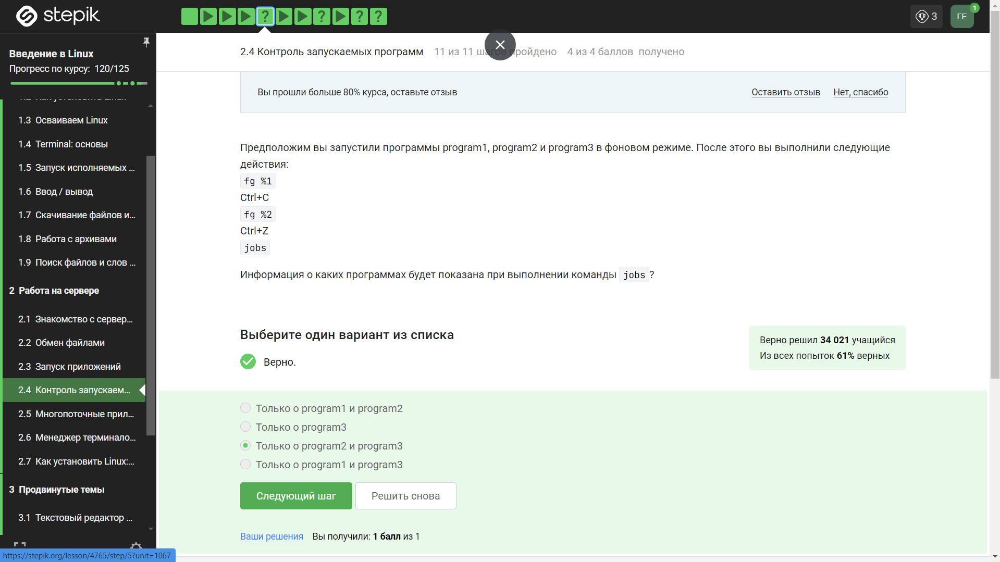 stepik
?
?
?
?
3
ГЕ
1
Введение в Linux
Прогресс по курсу: 120/125
1.2 Как установить Linux
1.3 Осваиваем Linux
1.4 Terminal: основы
1.5 Запуск исполняемых ...
1.6 Ввод / вывод
1.7 Скачивание файлов и...
1.8 Работа с архивами
1.9 Поиск файлов и слов ...
2 Работа на сервере
2.1 Знакомство с сервер...
2.2 Обмен файлами
2.3 Запуск приложений
2.4 Контроль запускаем...
2.5 Многопоточные прил...
2.6 Менеджер терминало...
2.7 Как установить Linux:...
3 Продвинутые темы
3.1 Текстовый редактор ...
https://stepik.org/lesson/4765/step/5?unit=1067
2.4 Контроль запускаемых программ 11 из 11 шагов пройдено 4 из 4 баллов получено
Вы прошли больше 80% курса, оставьте отзыв
Оставить отзыв Нет, спасибо
Предположим вы запустили программы program1, program2 и program3 в фоновом режиме. После этого вы выполнили следующие
действия:
fg %1
Ctrl+C
fg %2
Ctrl+Z
jobs
Информация о каких программах будет показана при выполнении команды jobs ?
Выберите один вариант из списка
Верно.
Верно решил 34 021 учащийся
Из всех попыток 61% верных
Только о program1 и program2
Только о program3
Только о program2 и program3
Только о program1 и program3
Следующий шаг
Решить снова
Ваши решения Вы получили: 1 балл из 1